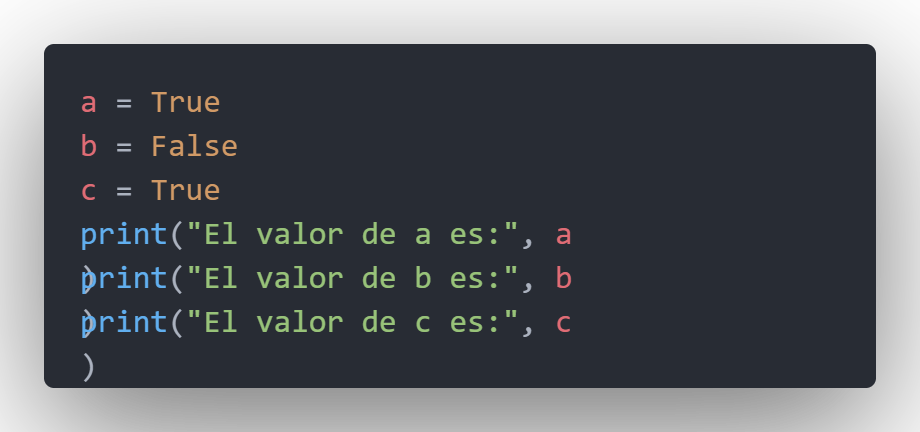 a = True
b = False
c = True
print("El valor de a es:", a
)
print("El valor de b es:", b
)
print("El valor de c es:", c
)